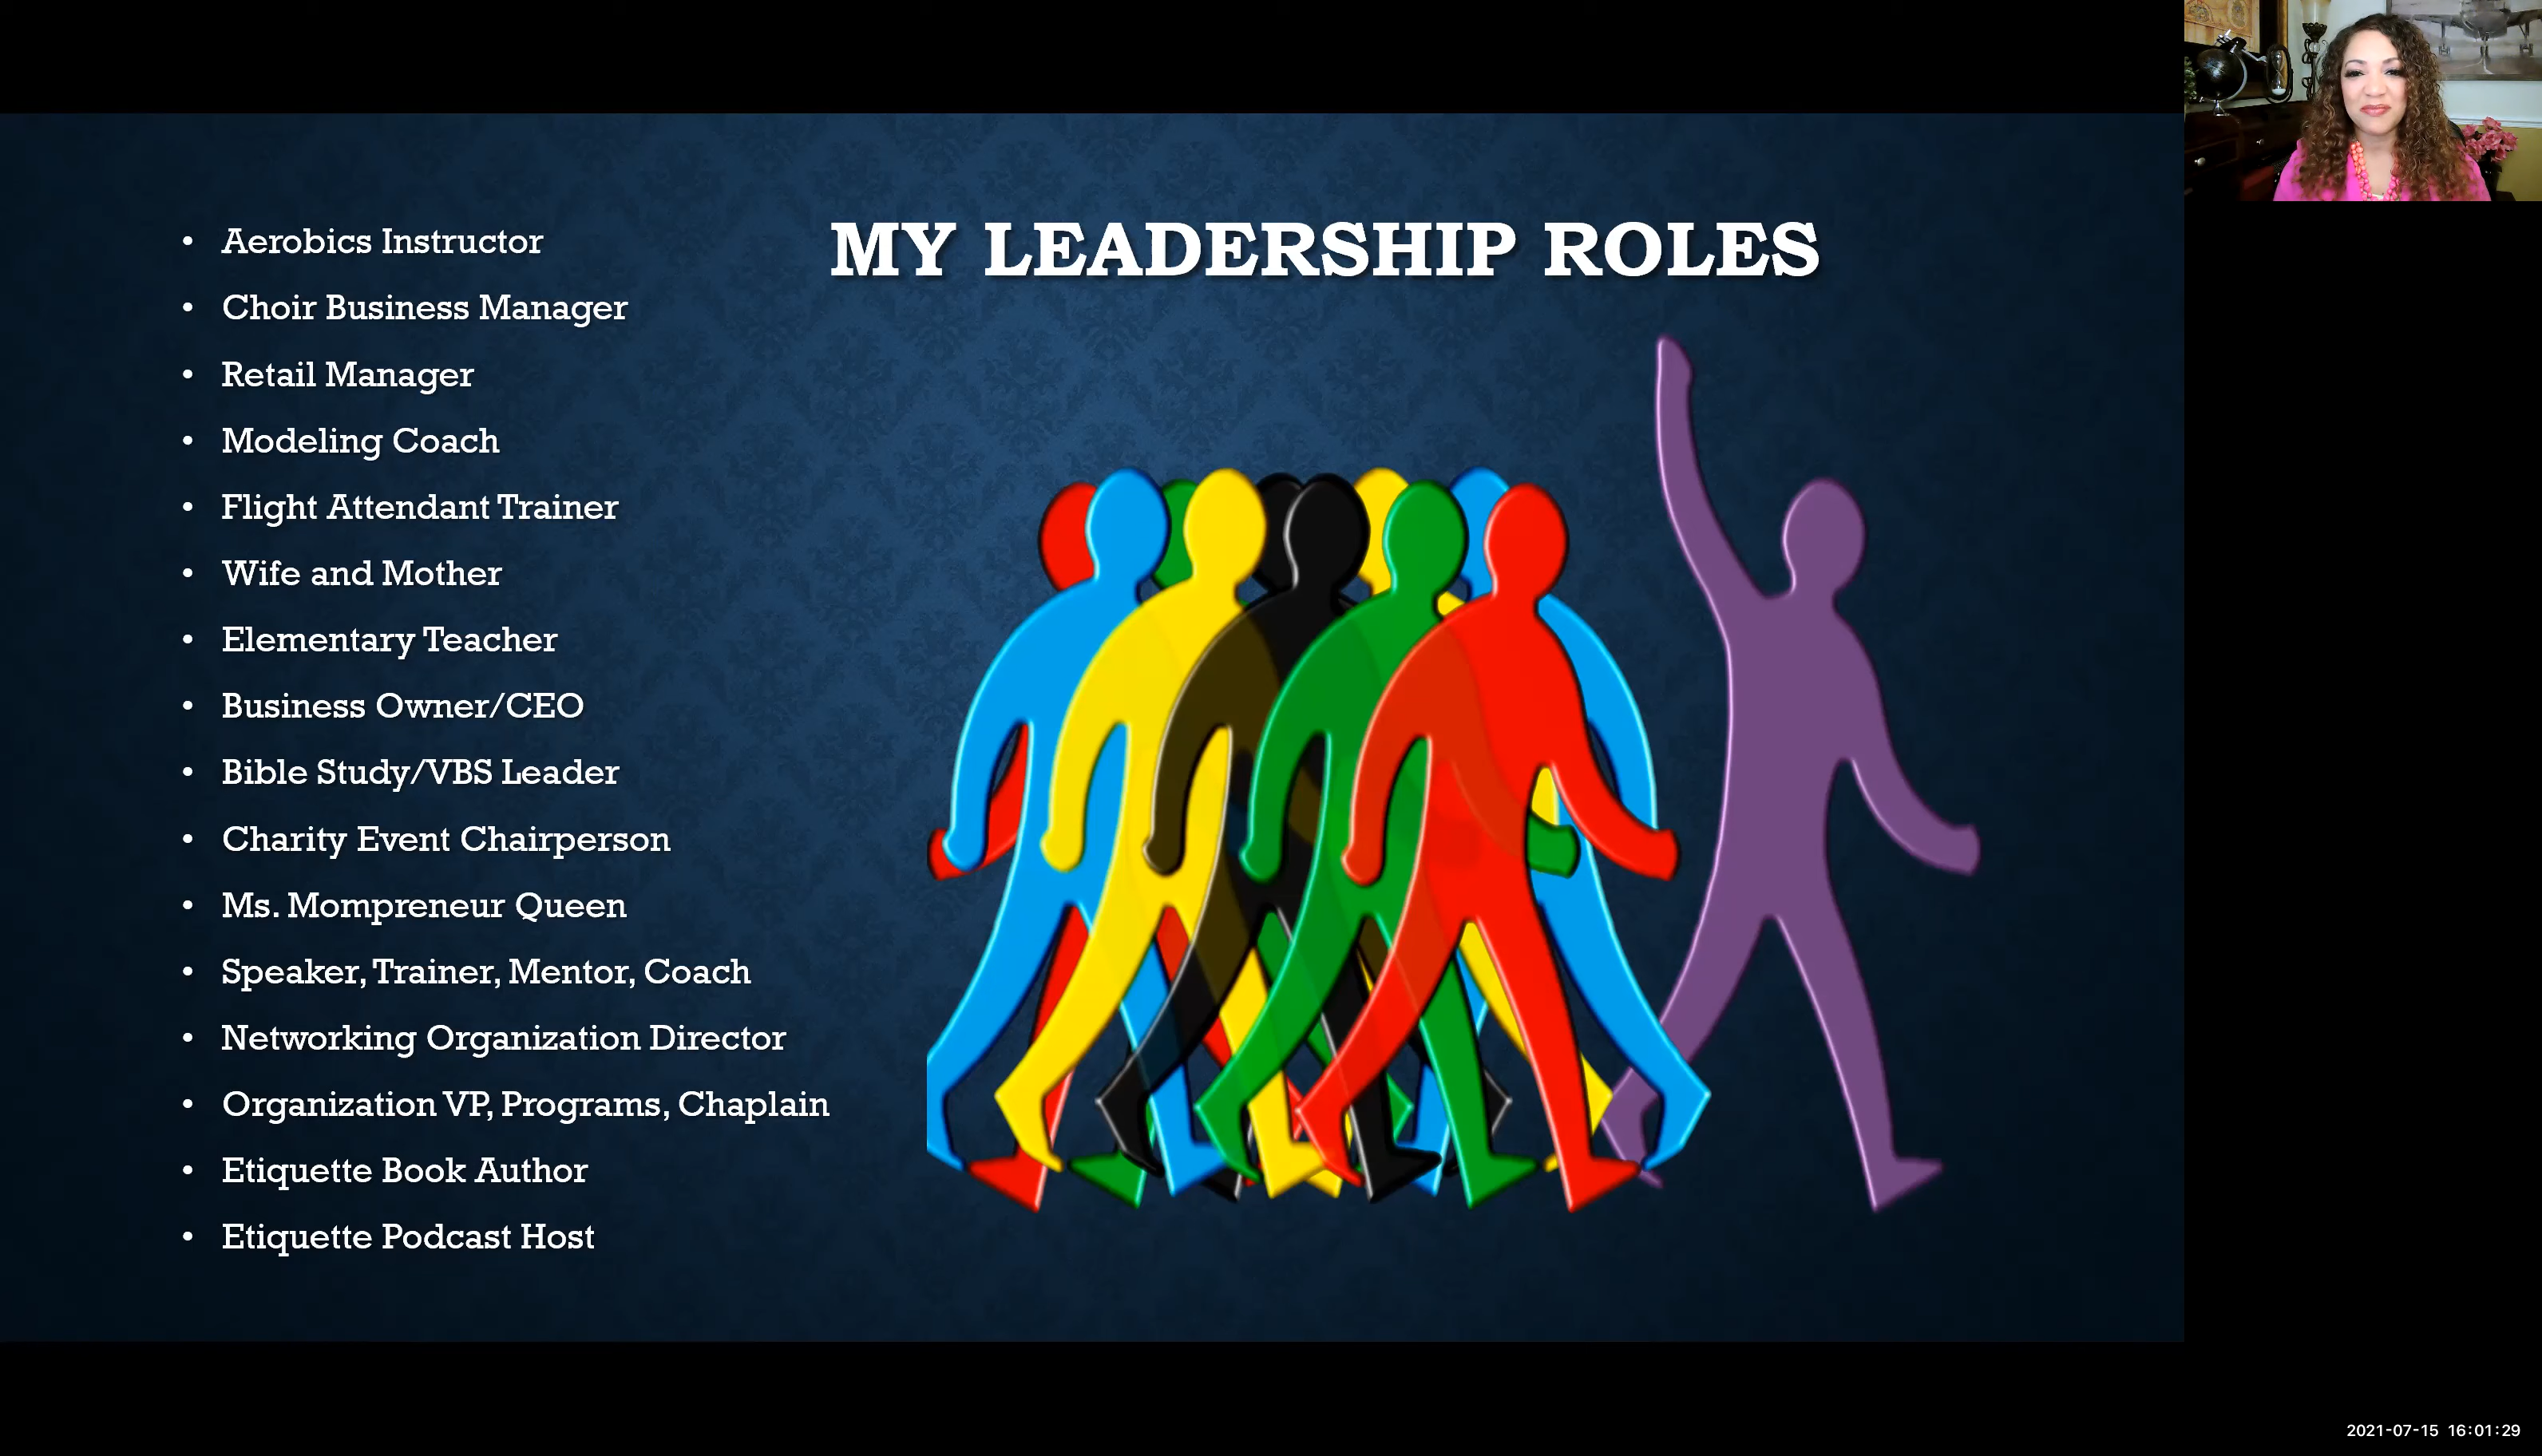 MY LEADERSHIP ROLES
• Aerobics Instructor
• Choir Business Manager
• Retail Manager
• Modeling Coach
• Flight Attendant Trainer
• Wife and Mother
• Elementary Teacher
• Business Owner/CEO
• Bible Study/VBS Leader
• Charity Event Chairperson
• Ms. Mompreneur Queen
• Speaker, Trainer, Mentor, Coach
• Networking Organization Director
• Organization VP, Programs, Chaplain
• Etiquette Book Author
• Etiquette Podcast Host
2021-07-15 16:01:29